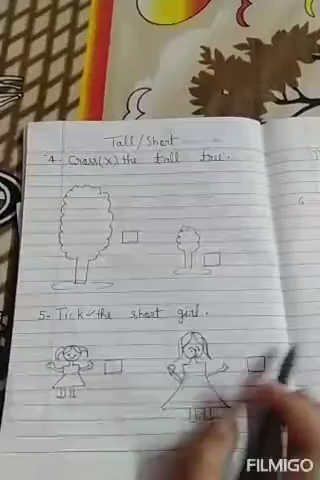 Tall/Short
4- Cross(x) the tall tree.
5- Tick✓the short girl.
FILMIGO